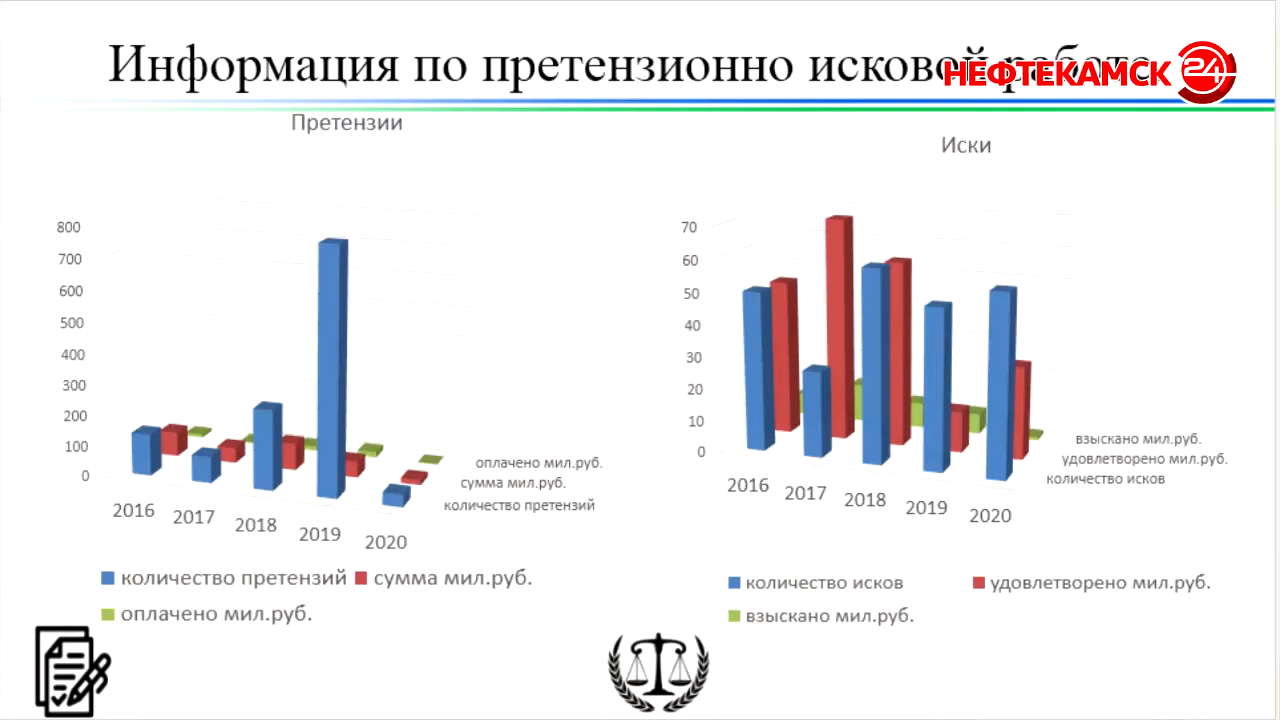 Информация по претензионно исковой
НЕФТЕКАМСК 24
Претензии
Иски
800
700
600
500
400
300
200
100
0
2016
2017
2018
2019
2020
оплачено мил.руб.
сумма мил.руб.
количество претензий
количество претензий
сумма мил.руб.
оплачено мил.руб.
70
60
50
40
30
20
10
0
2016
2017
2018
2019
2020
взыскано мил.руб.
удовлетворено мил.руб.
количество исков
количество исков
удовлетворено мил.руб.
взыскано мил.руб.